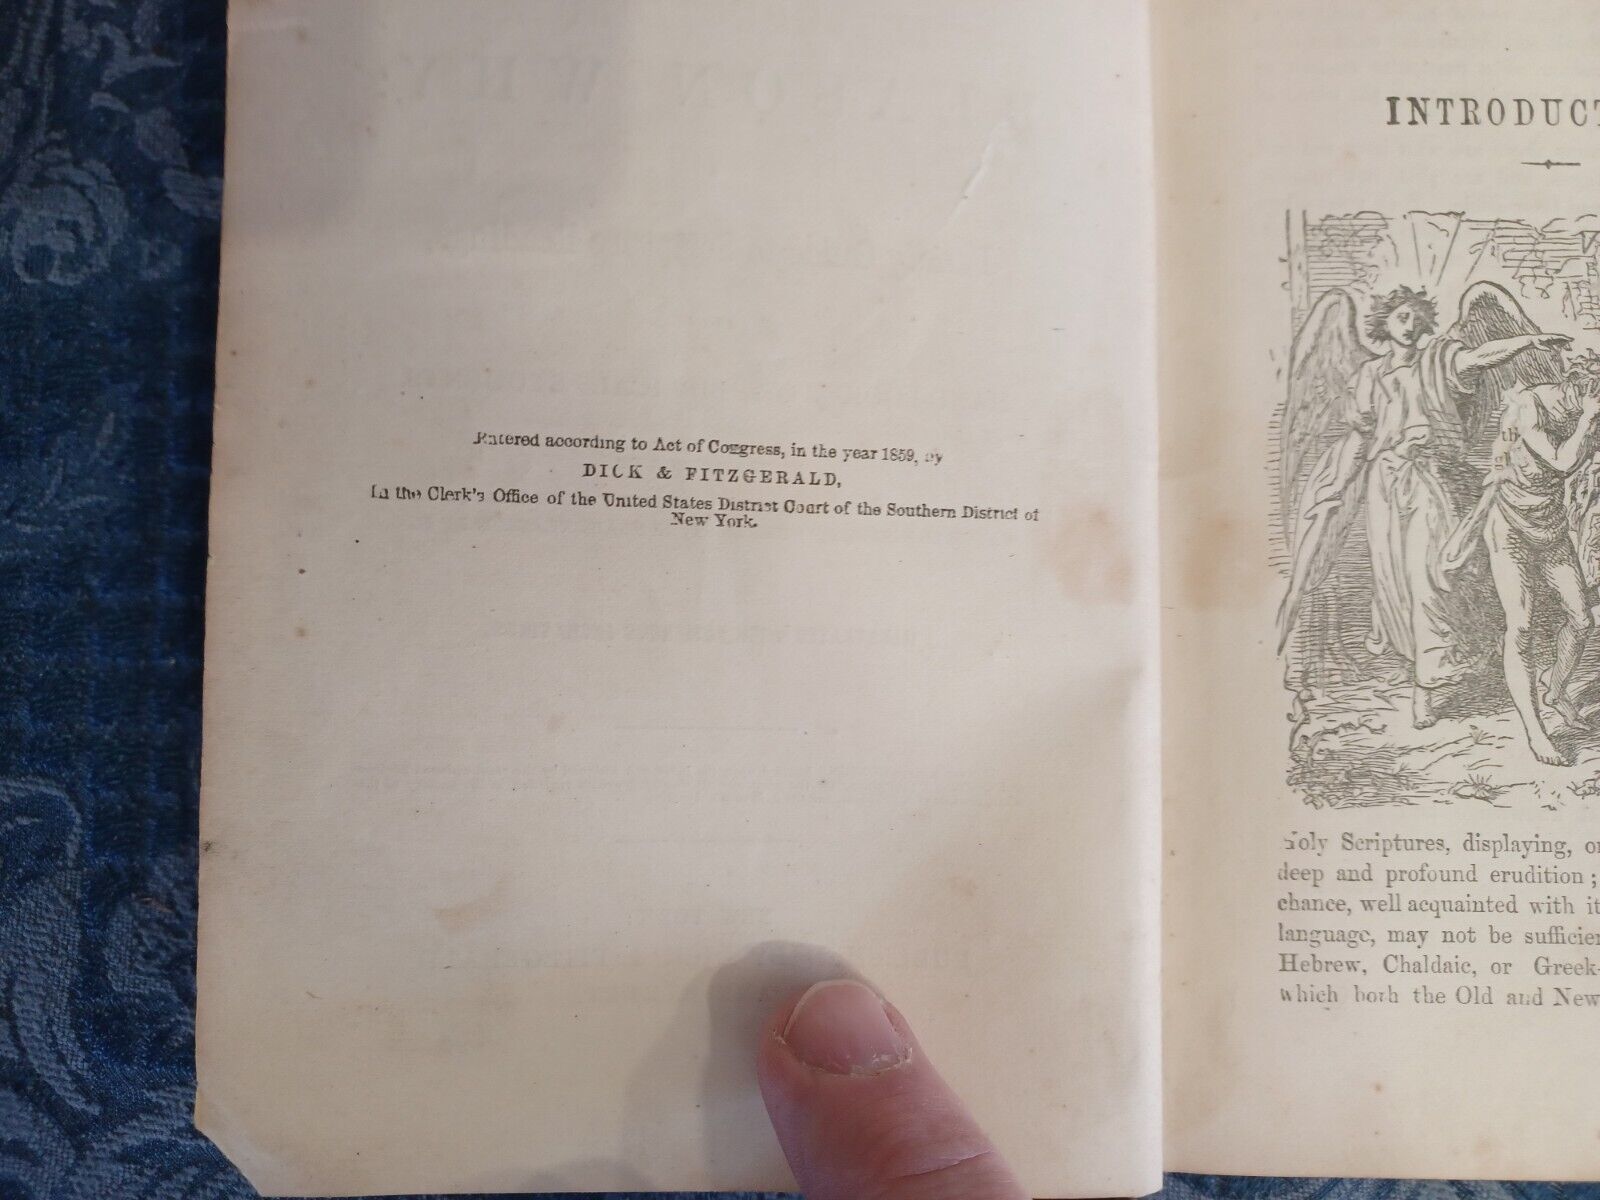 Entered according to Act of Congress, in the year 1859, by
DICK & FITZGERALD,
In the Clerk's Office of the United States District Court of the Southern District of
New York.
INTRODUCT
th
Holy Scriptures, displaying, or
deep and profound erudition;
chance, well acquainted with it
language, may not be sufficien
Hebrew, Chaldaic, or Greek-
which both the Old and New